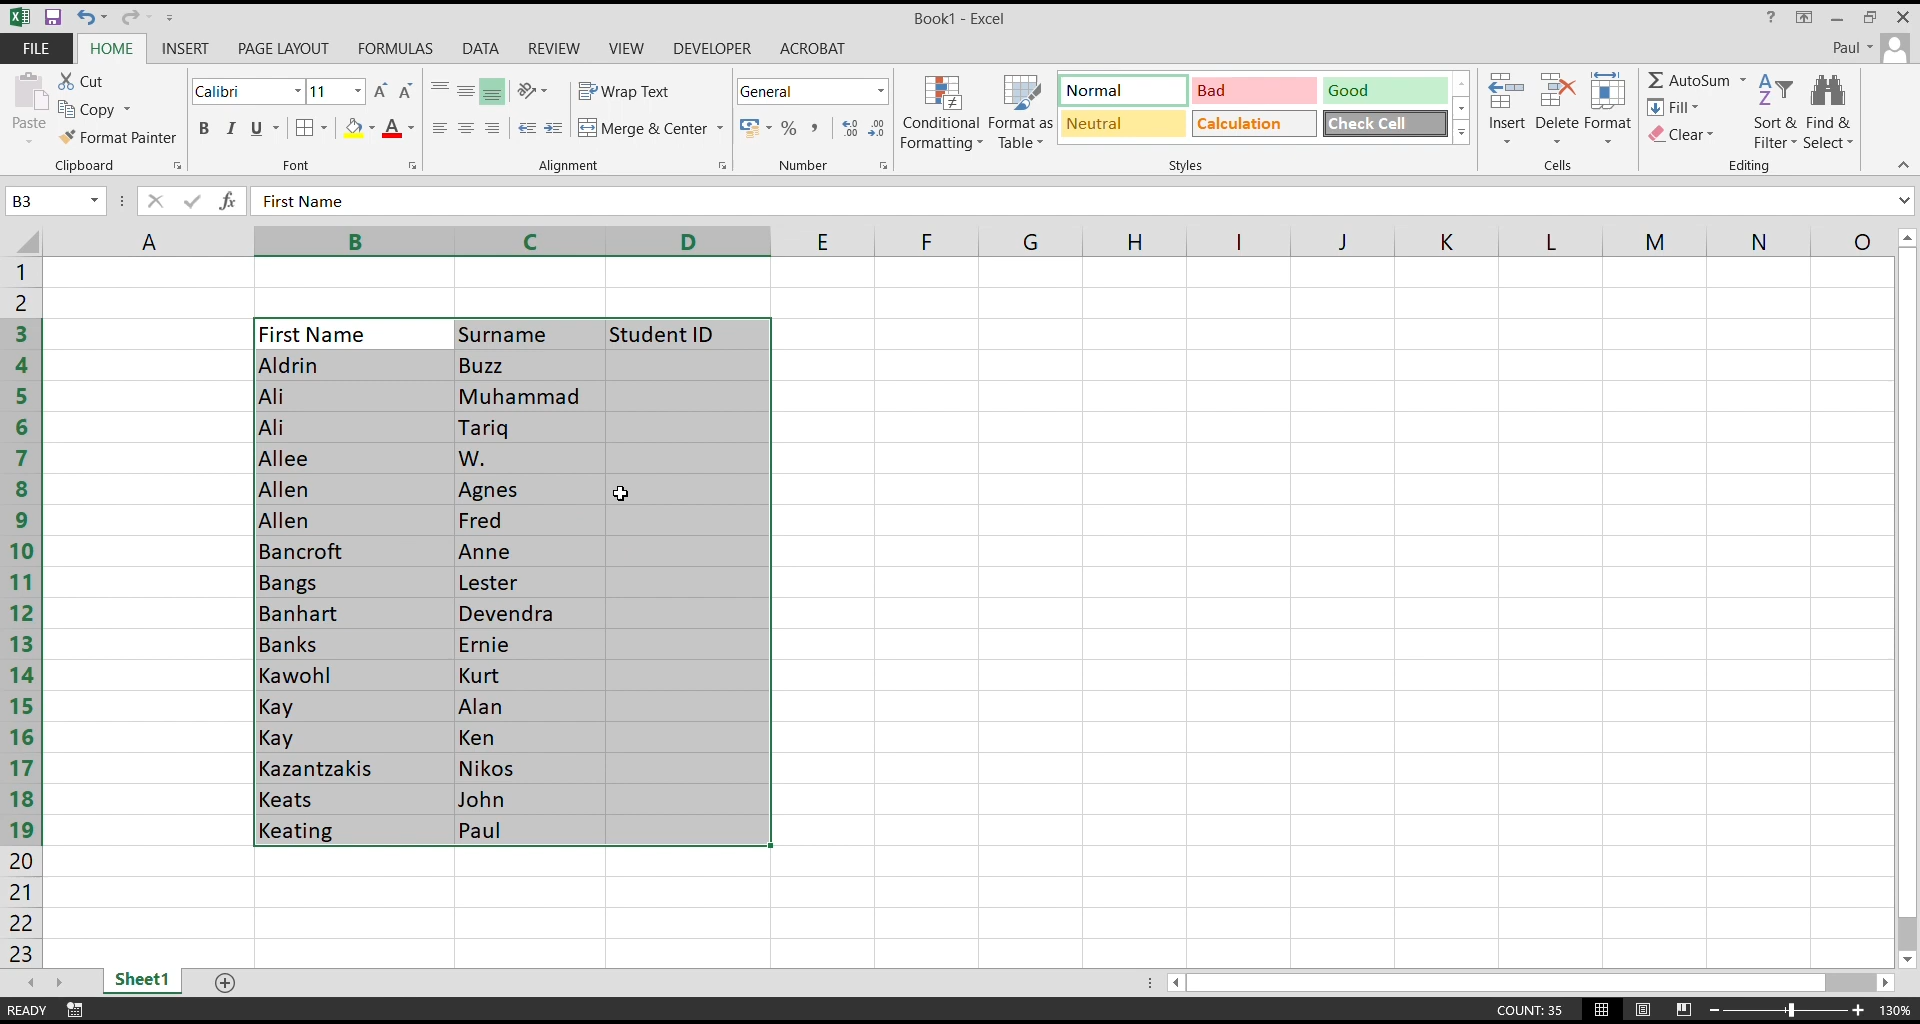 Book1 - Excel
?
FILE HOME INSERT PAGE LAYOUT FORMULAS DATA REVIEW VIEW DEVELOPER ACROBAT Paul
Paste
Cut
Copy
Format Painter
Clipboard
Calibri 11
B I U
Font
Wrap Text
Merge & Center
Alignment
General
% ,
Number
Conditional Formatting
Format as Table
Normal Bad Good
Neutral Calculation Check Cell
Styles
Insert Delete Format
Cells
AutoSum
Fill
Clear
Sort & Filter
Find & Select
Editing
B3 fx First Name
A B C D E F G H I J K L M N O
1
2
3 First Name Surname Student ID
4 Aldrin Buzz
5 Ali Muhammad
6 Ali Tariq
7 Allee W.
8 Allen Agnes
9 Allen Fred
10 Bancroft Anne
11 Bangs Lester
12 Banhart Devendra
13 Banks Ernie
14 Kawohl Kurt
15 Kay Alan
16 Kay Ken
17 Kazantzakis Nikos
18 Keats John
19 Keating Paul
20
21
22
23
Sheet1
READY COUNT: 35 130%